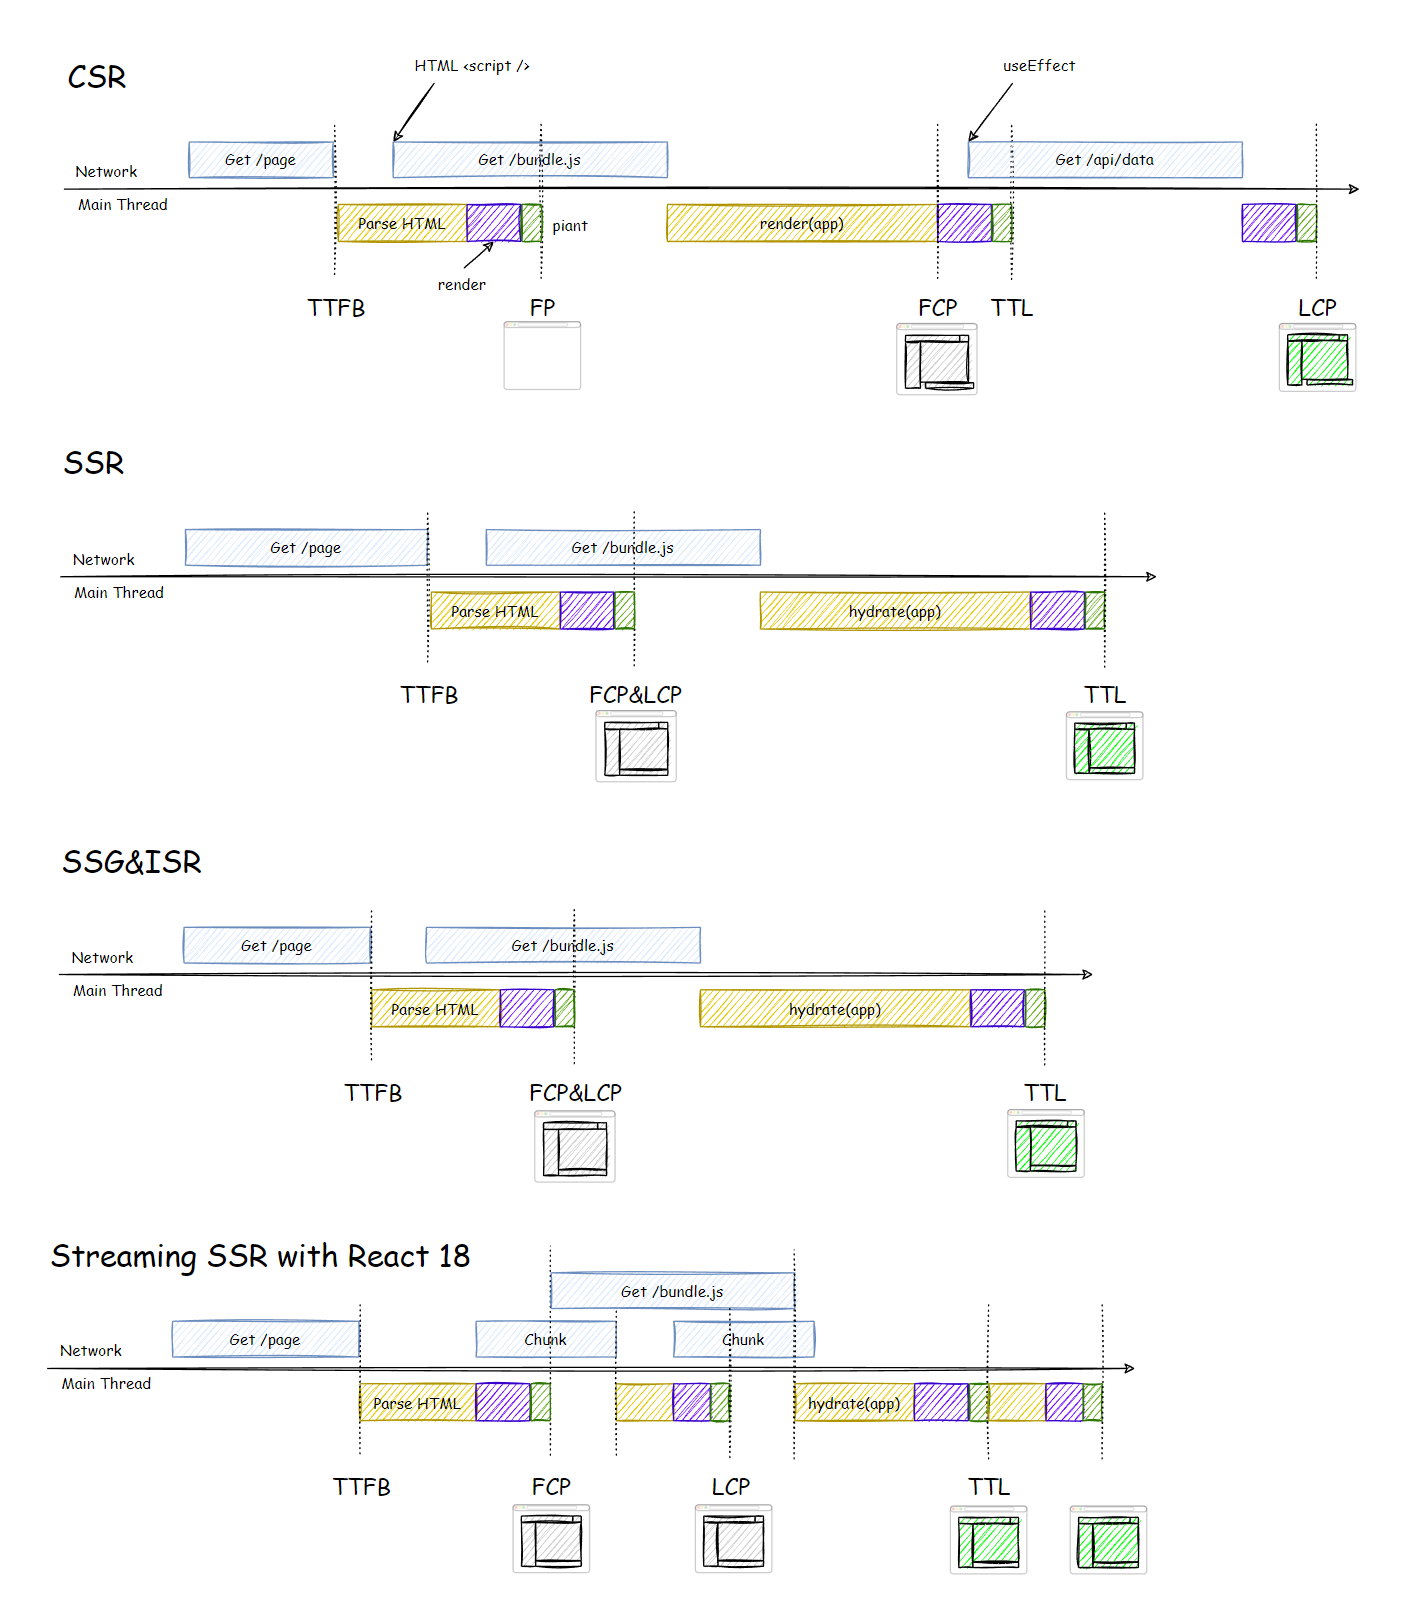 CSR
HTML <script />
useEffect
Get /page
Get /bundle.js
Get /api/data
Network
Main Thread
Parse HTML
piant
render(app)
render
TTFB
FP
FCP
TTL
LCP
SSR
Get /page
Get /bundle.js
Network
Main Thread
Parse HTML
hydrate(app)
TTFB
FCP&LCP
TTL
SSG&ISR
Get /page
Get /bundle.js
Network
Main Thread
Parse HTML
hydrate(app)
TTFB
FCP&LCP
TTL
Streaming SSR with React 18
Get /bundle.js
Get /page
Chunk
Chunk
Network
Main Thread
Parse HTML
hydrate(app)
TTFB
FCP
LCP
TTL